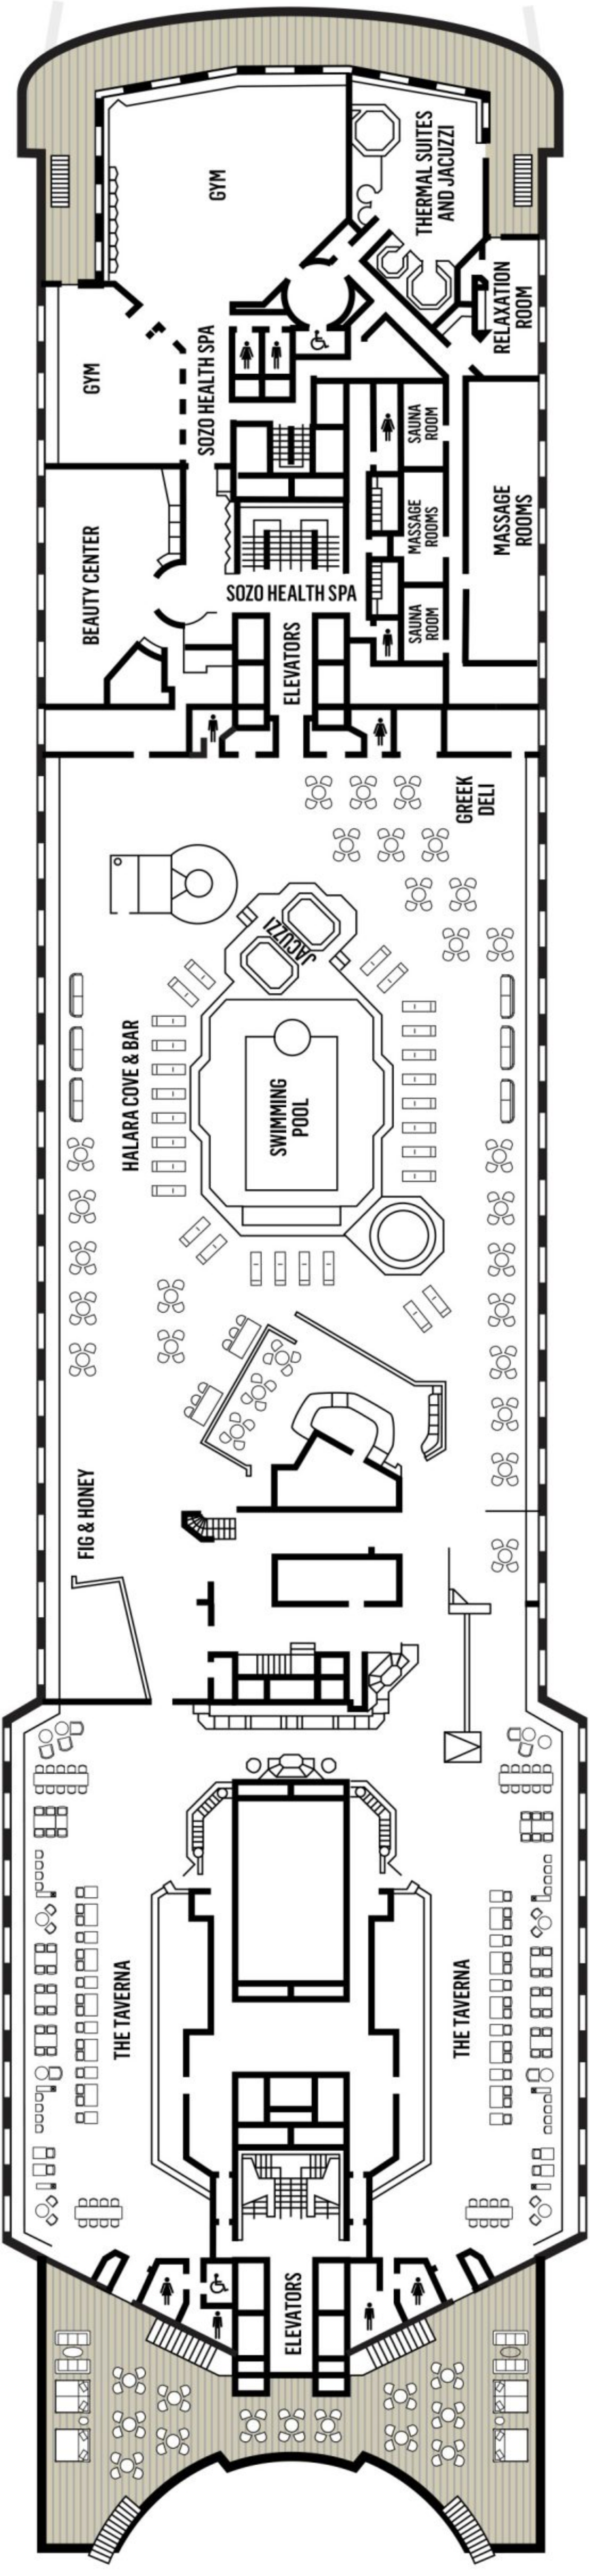 GYM
THERMAL SUITES
AND JACUZZI
RELAXATION
ROOM
GYM
SOZO HEALTH SPA
SAUNA
ROOM
MASSAGE
ROOMS
MASSAGE
ROOMS
BEAUTY CENTER
SOZO HEALTH SPA
SAUNA
ROOM
ELEVATORS
GREEK
DELI
JACUZZI
HALARA COVE & BAR
SWIMMING
POOL
FIG & HONEY
THE TAVERNA
THE TAVERNA
ELEVATORS